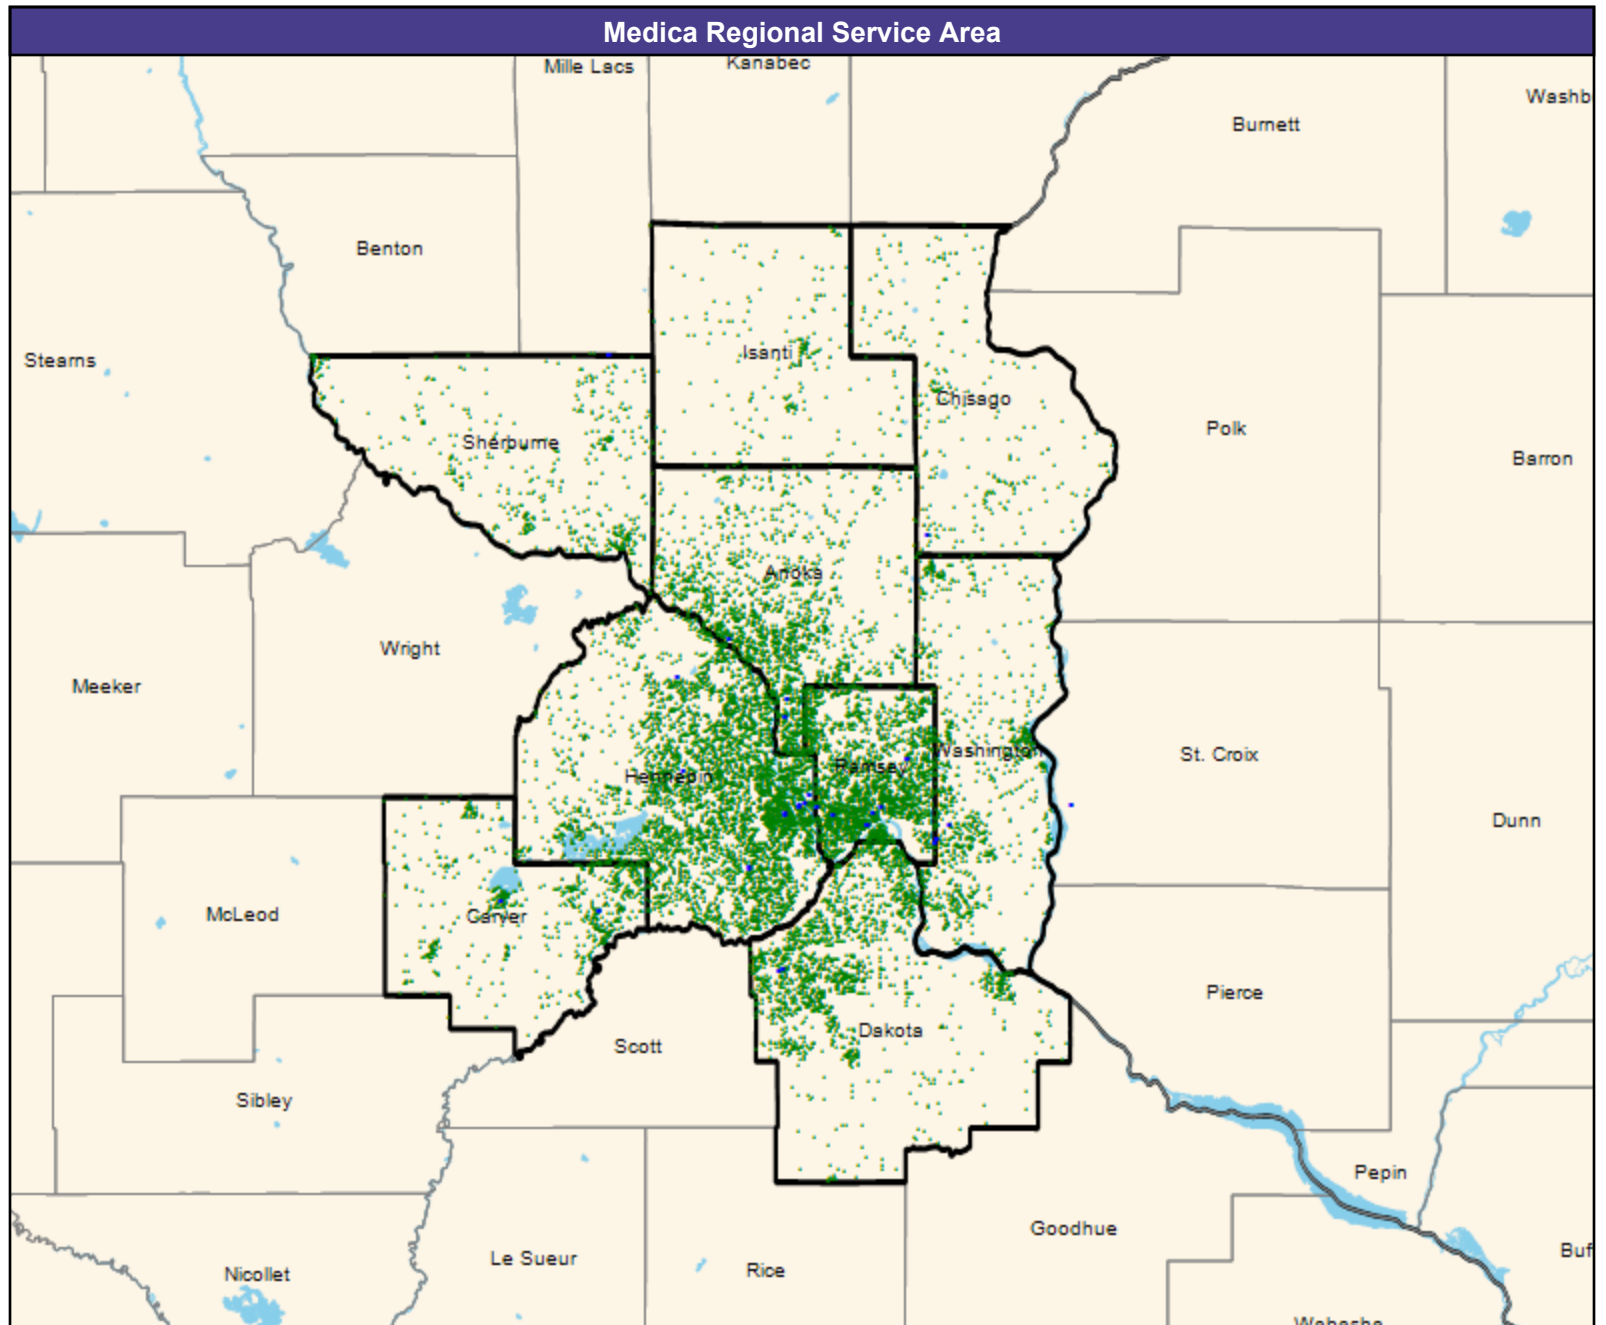 Medica Regional Service Area
Mille Lacs
Kanabec
Washb
Burnett
Benton
Stearns
Isanti
Chisago
Polk
Sherburne
Barron
Anoka
Wright
Meeker
Washington
St. Croix
Hennepin
Ramsey
Dunn
McLeod
Carver
Pierce
Dakota
Scott
Sibley
Pepin
Goodhue
Buf
Le Sueur
Rice
Nicollet
Wabasha